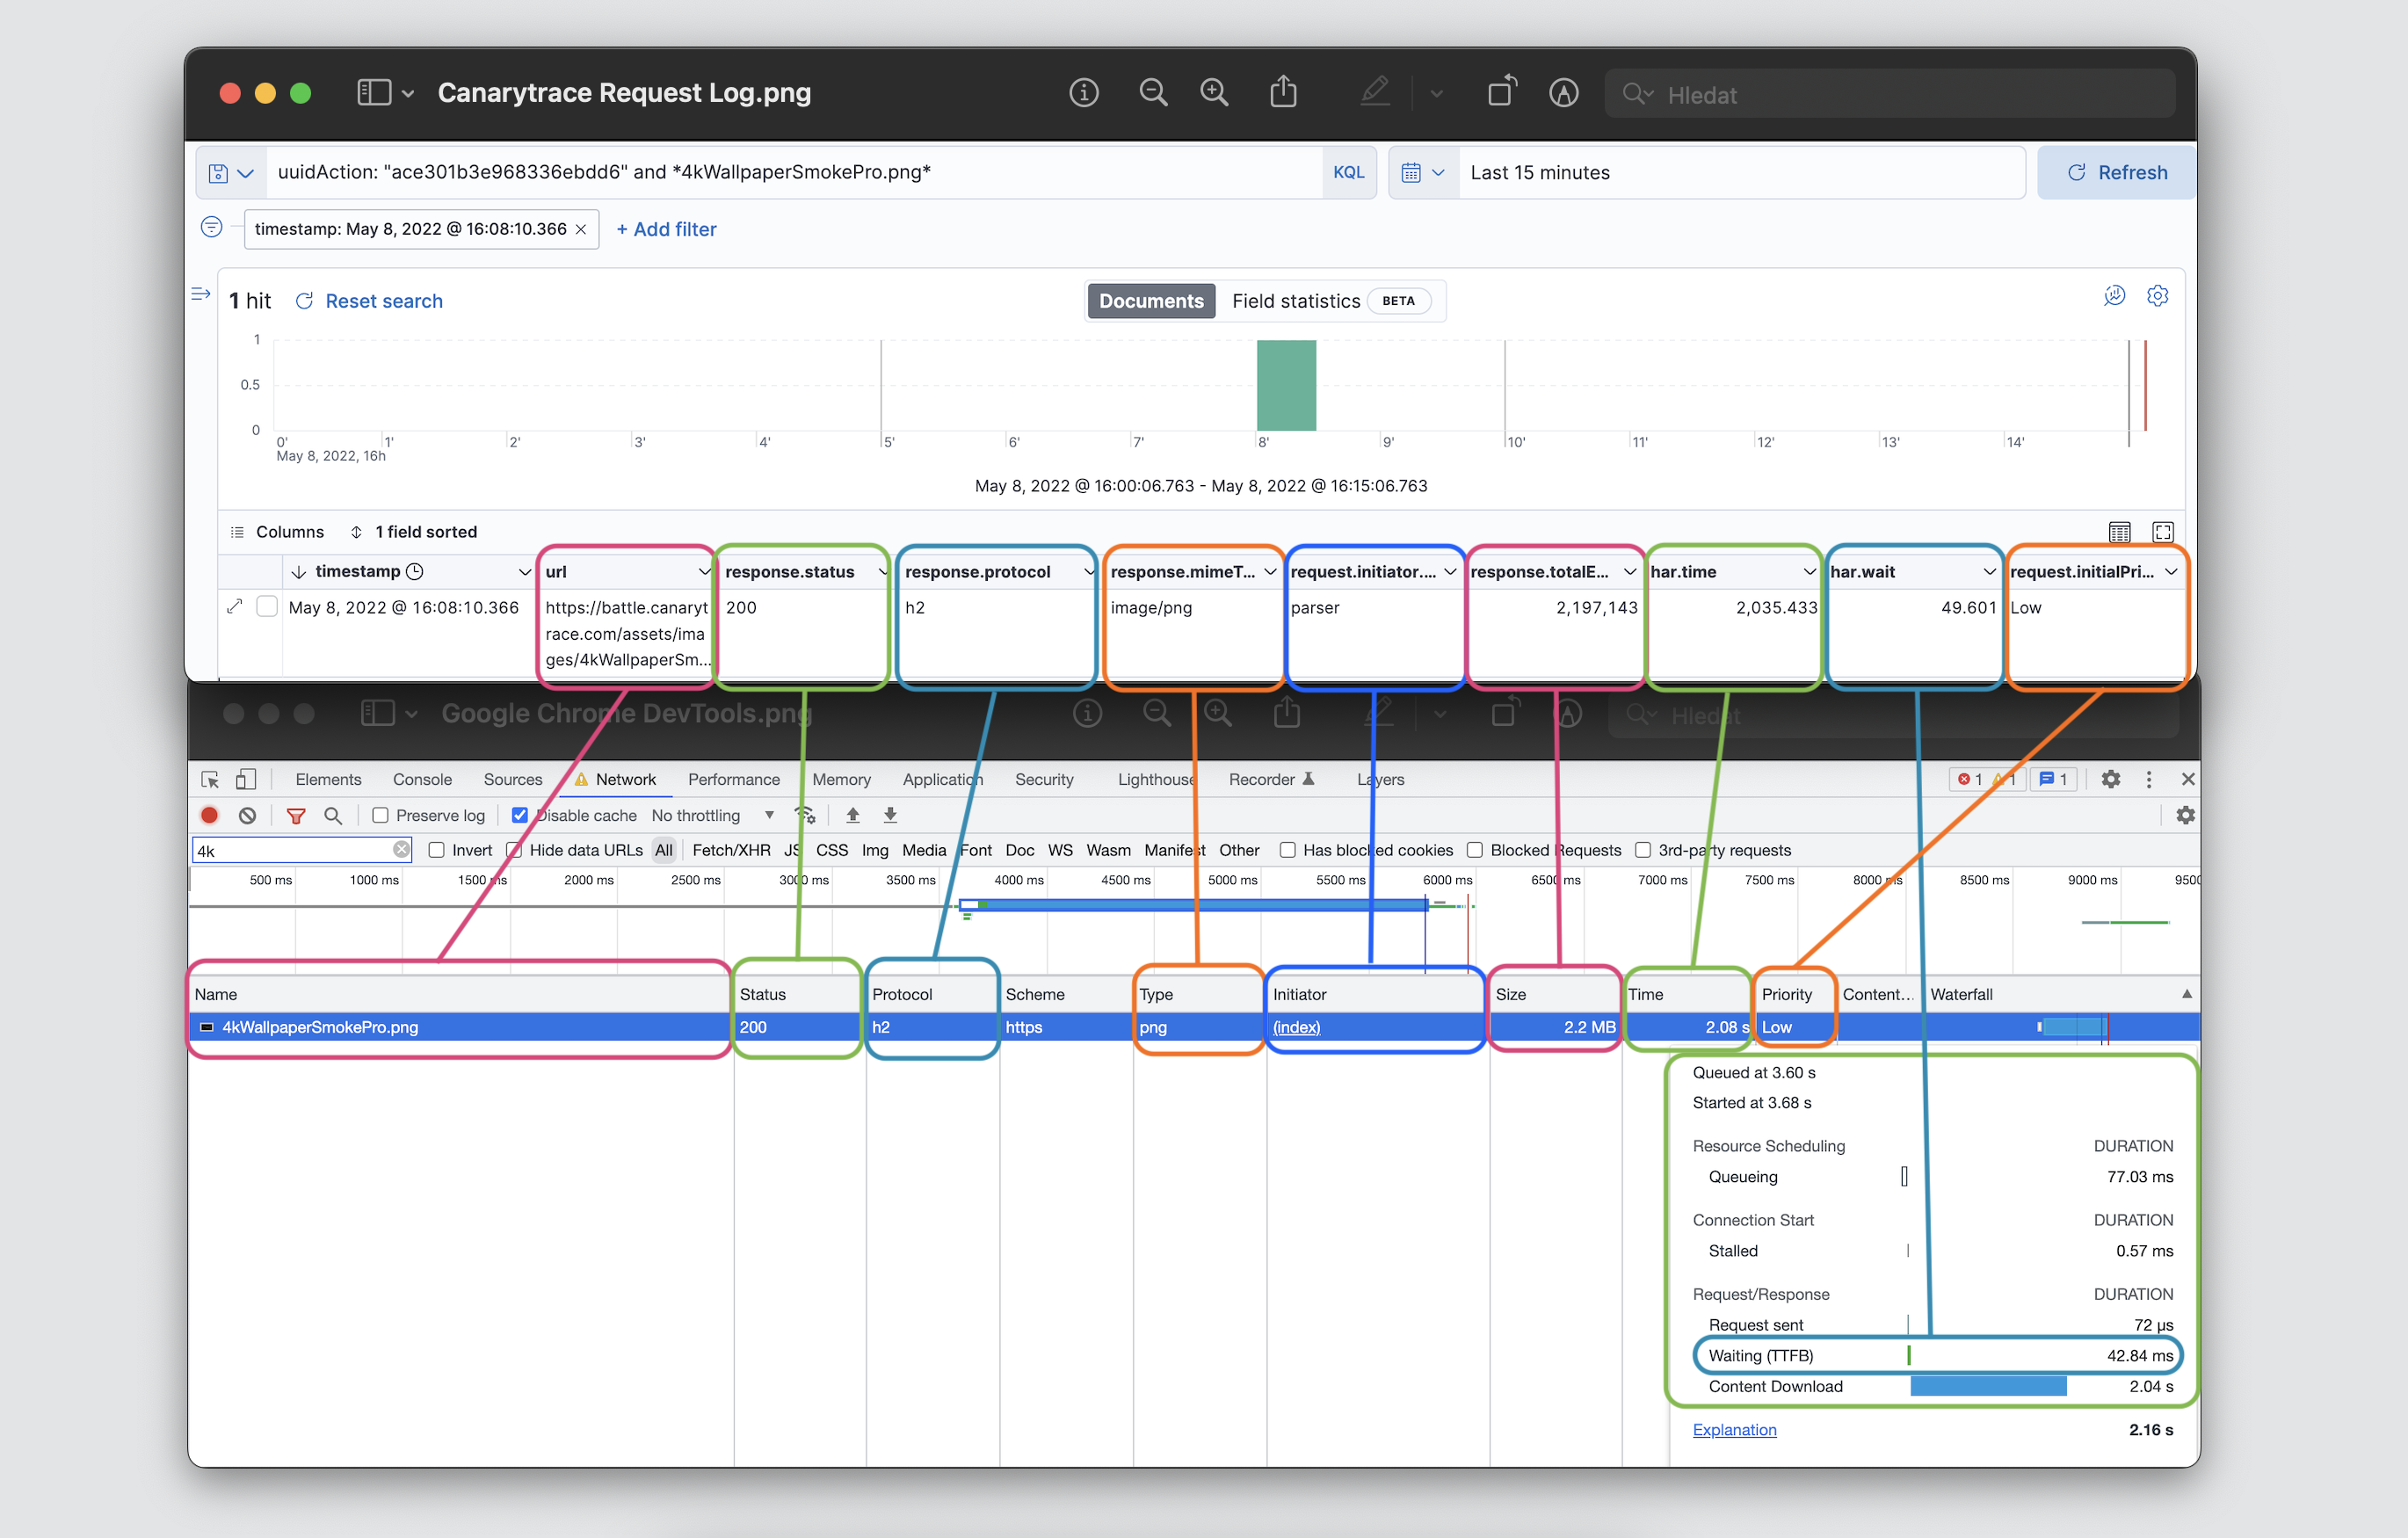 Canarytrace Request Log.png
Hledat
uuidAction: "ace301b3e968336ebdd6" and *4kWallpaperSmokePro.png*
KQL
Last 15 minutes
Refresh
timestamp: May 8, 2022 @ 16:08:10.366 ×
+ Add filter
1 hit
Reset search
Documents
Field statistics
BETA
1
0.5
0
0' 1' 2' 3' 4' 5' 6' 7' 8' 9' 10' 11' 12' 13' 14'
May 8, 2022, 16h
May 8, 2022 @ 16:00:06.763 - May 8, 2022 @ 16:15:06.763
Columns
1 field sorted
timestamp url response.status response.protocol response.mimeT... request.initiator.... response.totalE... har.time har.wait request.initialPri...
May 8, 2022 @ 16:08:10.366 https://battle.canaryt 200 h2 image/png parser 2,197,143 2,035.433 49.601 Low
race.com/assets/ima
ges/4kWallpaperSm...
Google Chrome DevTools.png
Hledat
Elements Console Sources Network Performance Memory Application Security Lighthouse Recorder Layers 1 1 1
Preserve log Disable cache No throttling
4k Invert Hide data URLs All Fetch/XHR JS CSS Img Media Font Doc WS Wasm Manifest Other Has blocked cookies Blocked Requests 3rd-party requests
500 ms 1000 ms 1500 ms 2000 ms 2500 ms 3000 ms 3500 ms 4000 ms 4500 ms 5000 ms 5500 ms 6000 ms 6500 ms 7000 ms 7500 ms 8000 ms 8500 ms 9000 ms 9500
Name Status Protocol Scheme Type Initiator Size Time Priority Content... Waterfall
4kWallpaperSmokePro.png 200 h2 https png (index) 2.2 MB 2.08 s Low
Queued at 3.60 s
Started at 3.68 s
Resource Scheduling DURATION
Queueing 77.03 ms
Connection Start DURATION
Stalled 0.57 ms
Request/Response DURATION
Request sent 72 µs
Waiting (TTFB) 42.84 ms
Content Download 2.04 s
Explanation 2.16 s